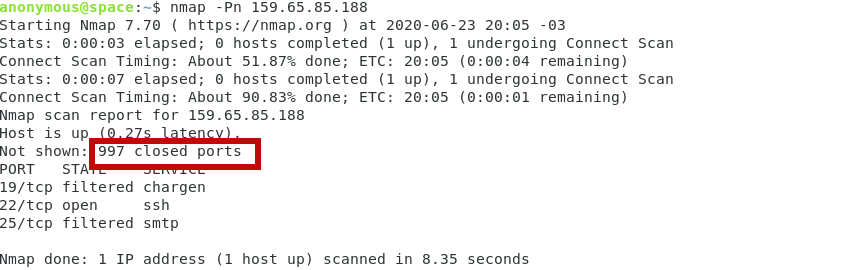 anonymous@space:~$ nmap -Pn 159.65.85.188
Starting Nmap 7.70 ( https://nmap.org ) at 2020-06-23 20:05 -03
Stats: 0:00:03 elapsed; 0 hosts completed (1 up), 1 undergoing Connect Scan
Connect Scan Timing: About 51.87% done; ETC: 20:05 (0:00:04 remaining)
Stats: 0:00:07 elapsed; 0 hosts completed (1 up), 1 undergoing Connect Scan
Connect Scan Timing: About 90.83% done; ETC: 20:05 (0:00:01 remaining)
Nmap scan report for 159.65.85.188
Host is up (0.27s latency).
Not shown: 997 closed ports
PORT   STATE    SERVICE
19/tcp filtered chargen
22/tcp open     ssh
25/tcp filtered smtp
Nmap done: 1 IP address (1 host up) scanned in 8.35 seconds